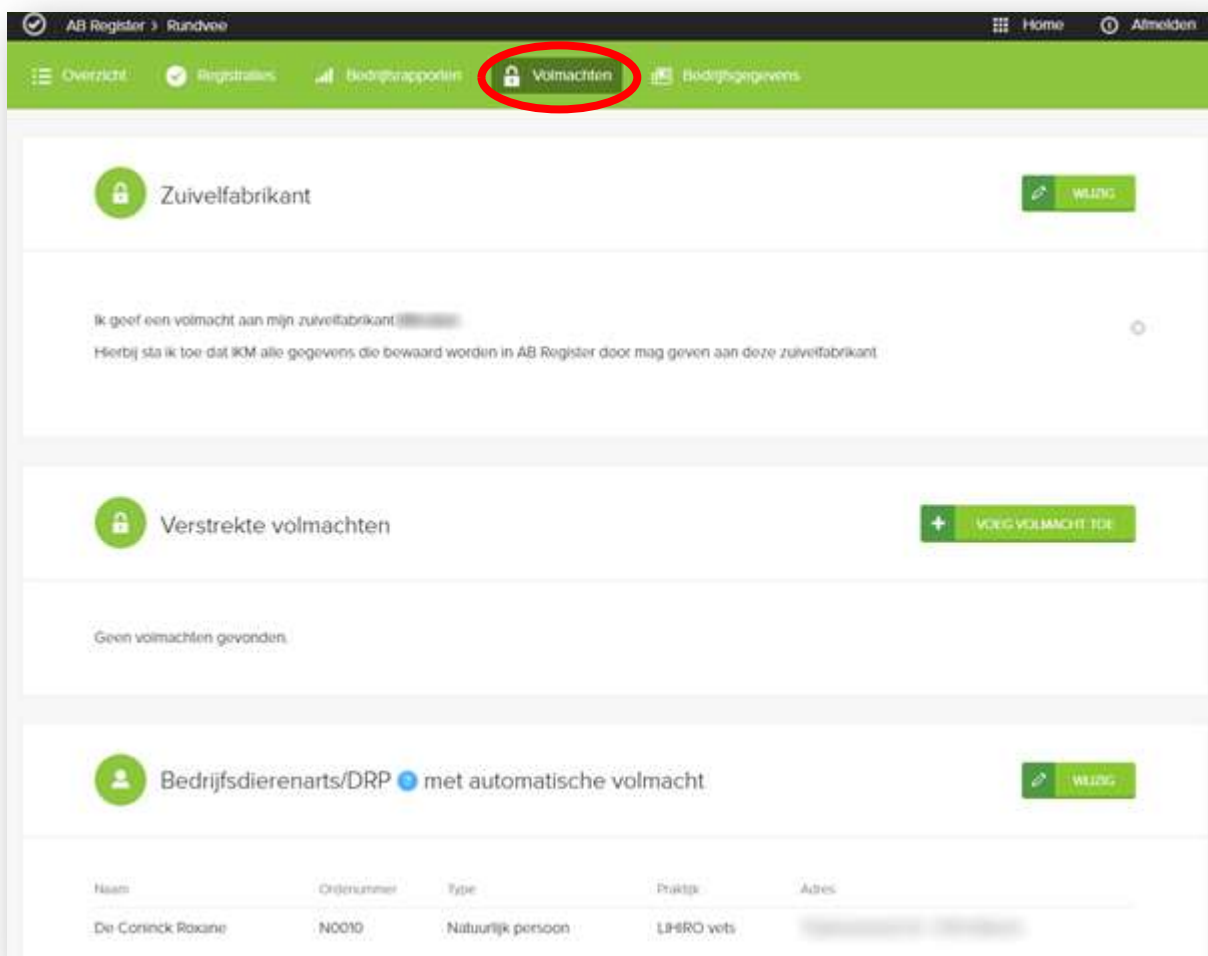 AB Register > Rundvee Home Afmelden
Overzicht Registraties Bedrijfsrapporten Volmachten Bedrijfsgegevens
Zuivelfabrikant WIJZIG
Ik geef een volmacht aan mijn zuivelfabrikant
Hierbij sta ik toe dat IKM alle gegevens die bewaard worden in AB Register door mag geven aan deze zuivelfabrikant
Verstrekte volmachten VOEG VOLMACHT TOE
Geen volmachten gevonden.
Bedrijfsdierenarts/DRP ? met automatische volmacht WIJZIG
Naam Ordenummer Type Praktijk Adres
De Coninck Roxane N0010 Natuurlijk persoon LIHIRO vets